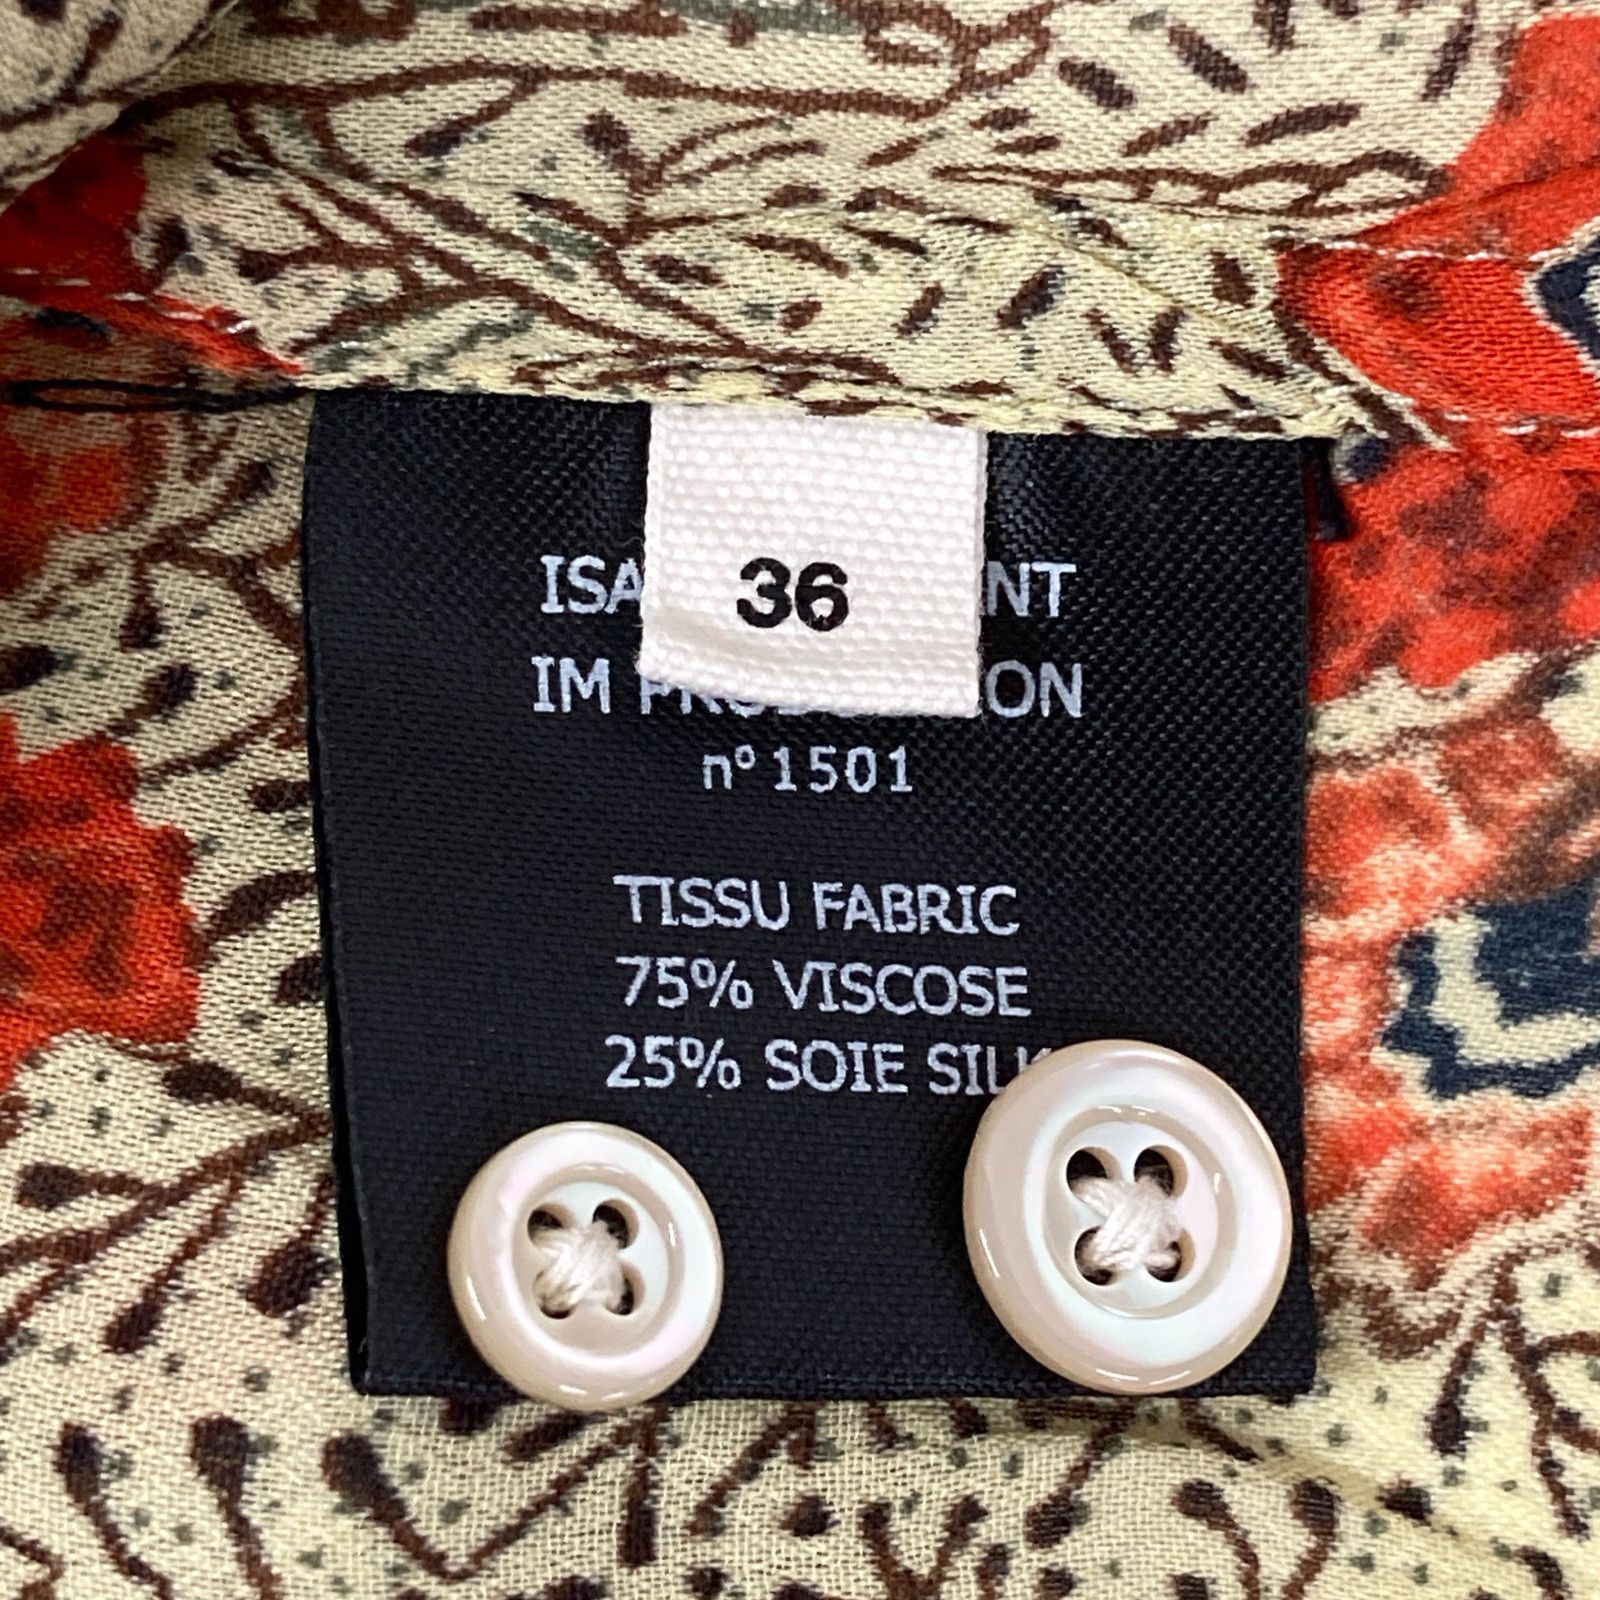 36
IM
n°1501
TISSU FABRIC
75% VISCOSE
25% SOIE